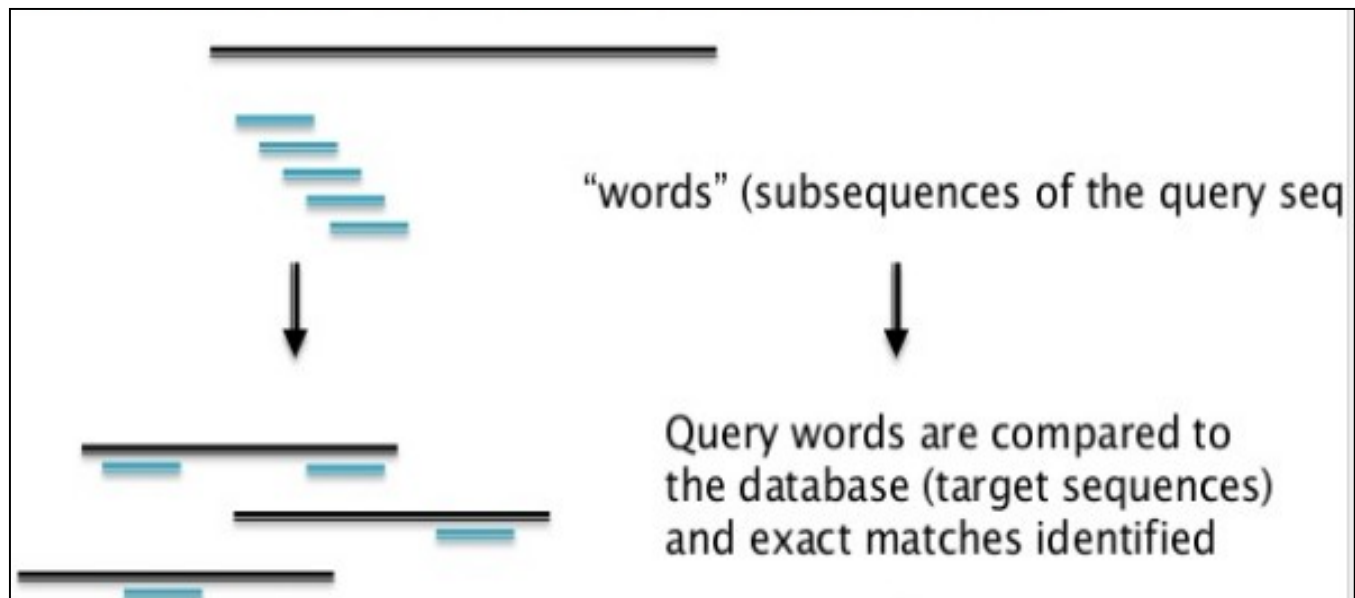 “words” (subsequences of the query seq
Query words are compared to
the database (target sequences)
and exact matches identified